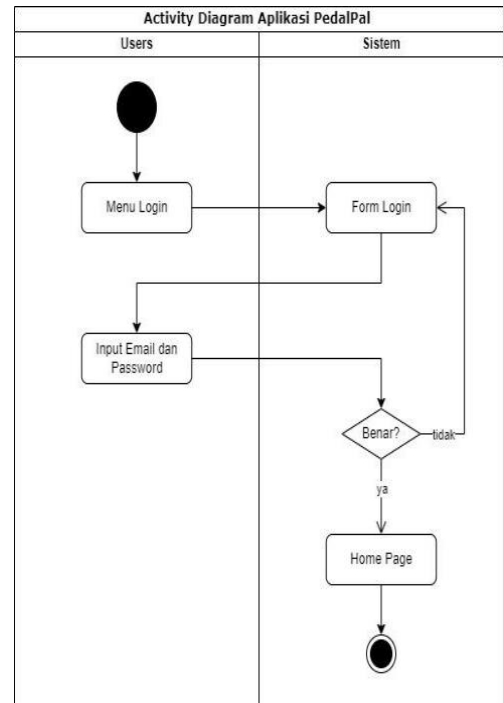 Activity Diagram Aplikasi PedalPal
Users
Sistem
Menu Login
Form Login
Input Email dan
Password
Benar?
tidak
ya
Home Page